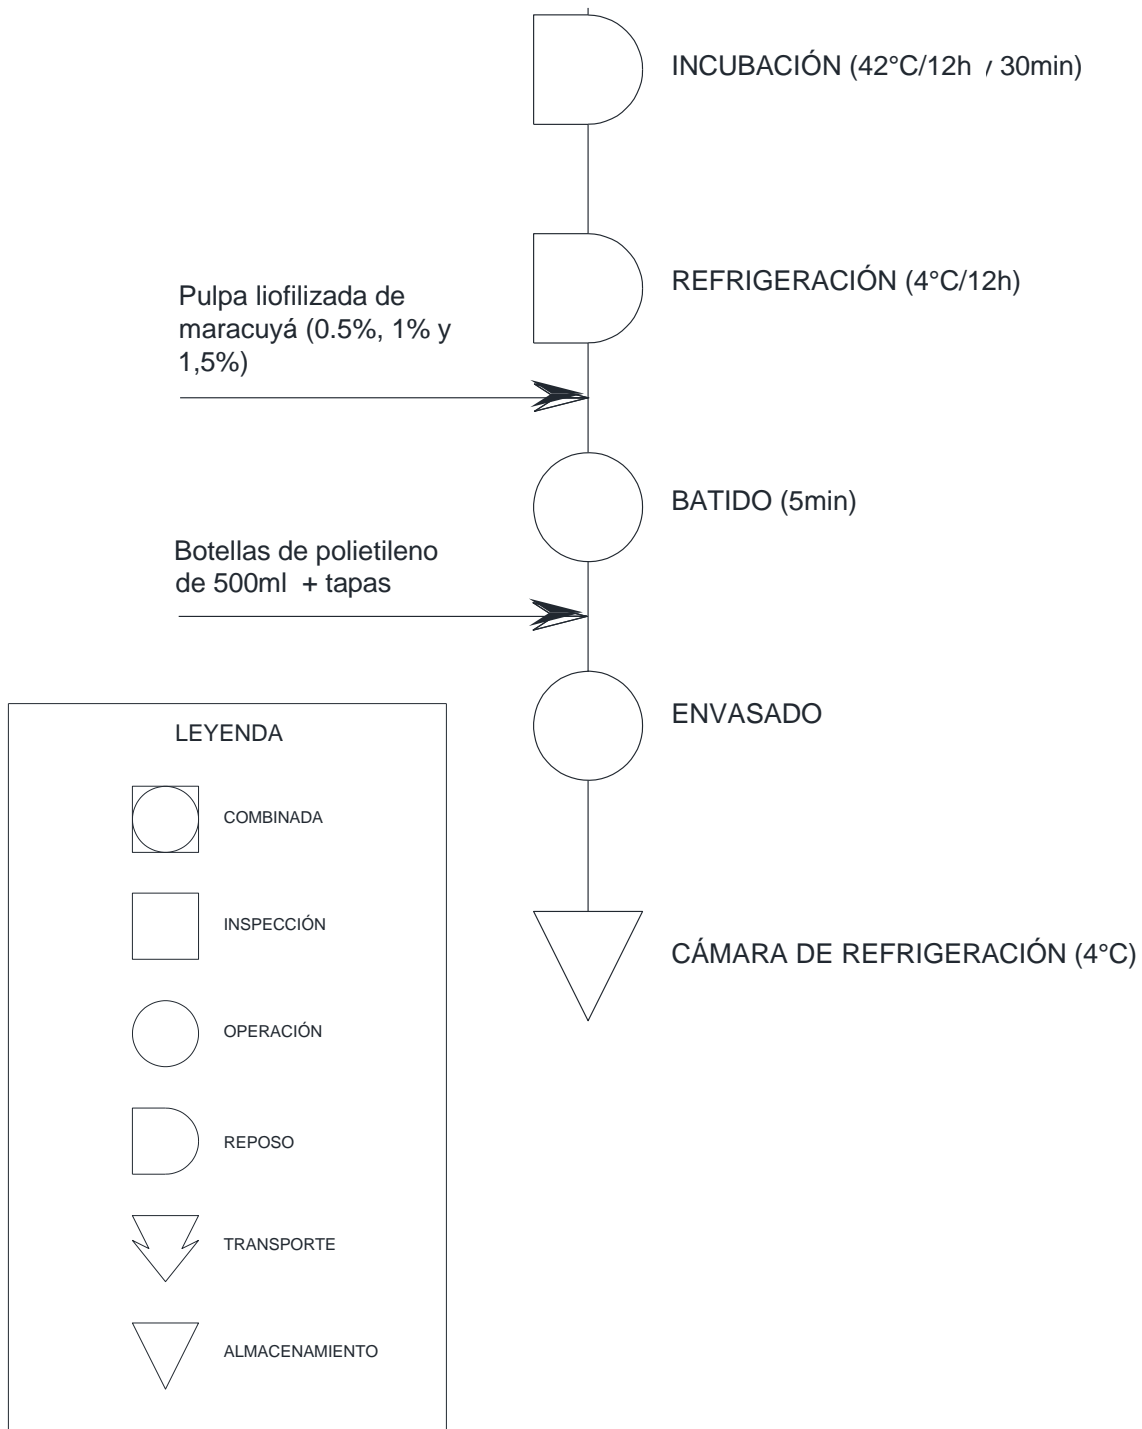 INCUBACIÓN (42°C/12h y 30min)
REFRIGERACIÓN (4°C/12h)
Pulpa liofilizada de
maracuyá (0.5%, 1% y
1,5%)
BATIDO (5min)
Botellas de polietileno
de 500ml + tapas
ENVASADO
LEYENDA
COMBINADA
INSPECCIÓN
OPERACIÓN
REPOSO
TRANSPORTE
ALMACENAMIENTO
CÁMARA DE REFRIGERACIÓN (4°C)